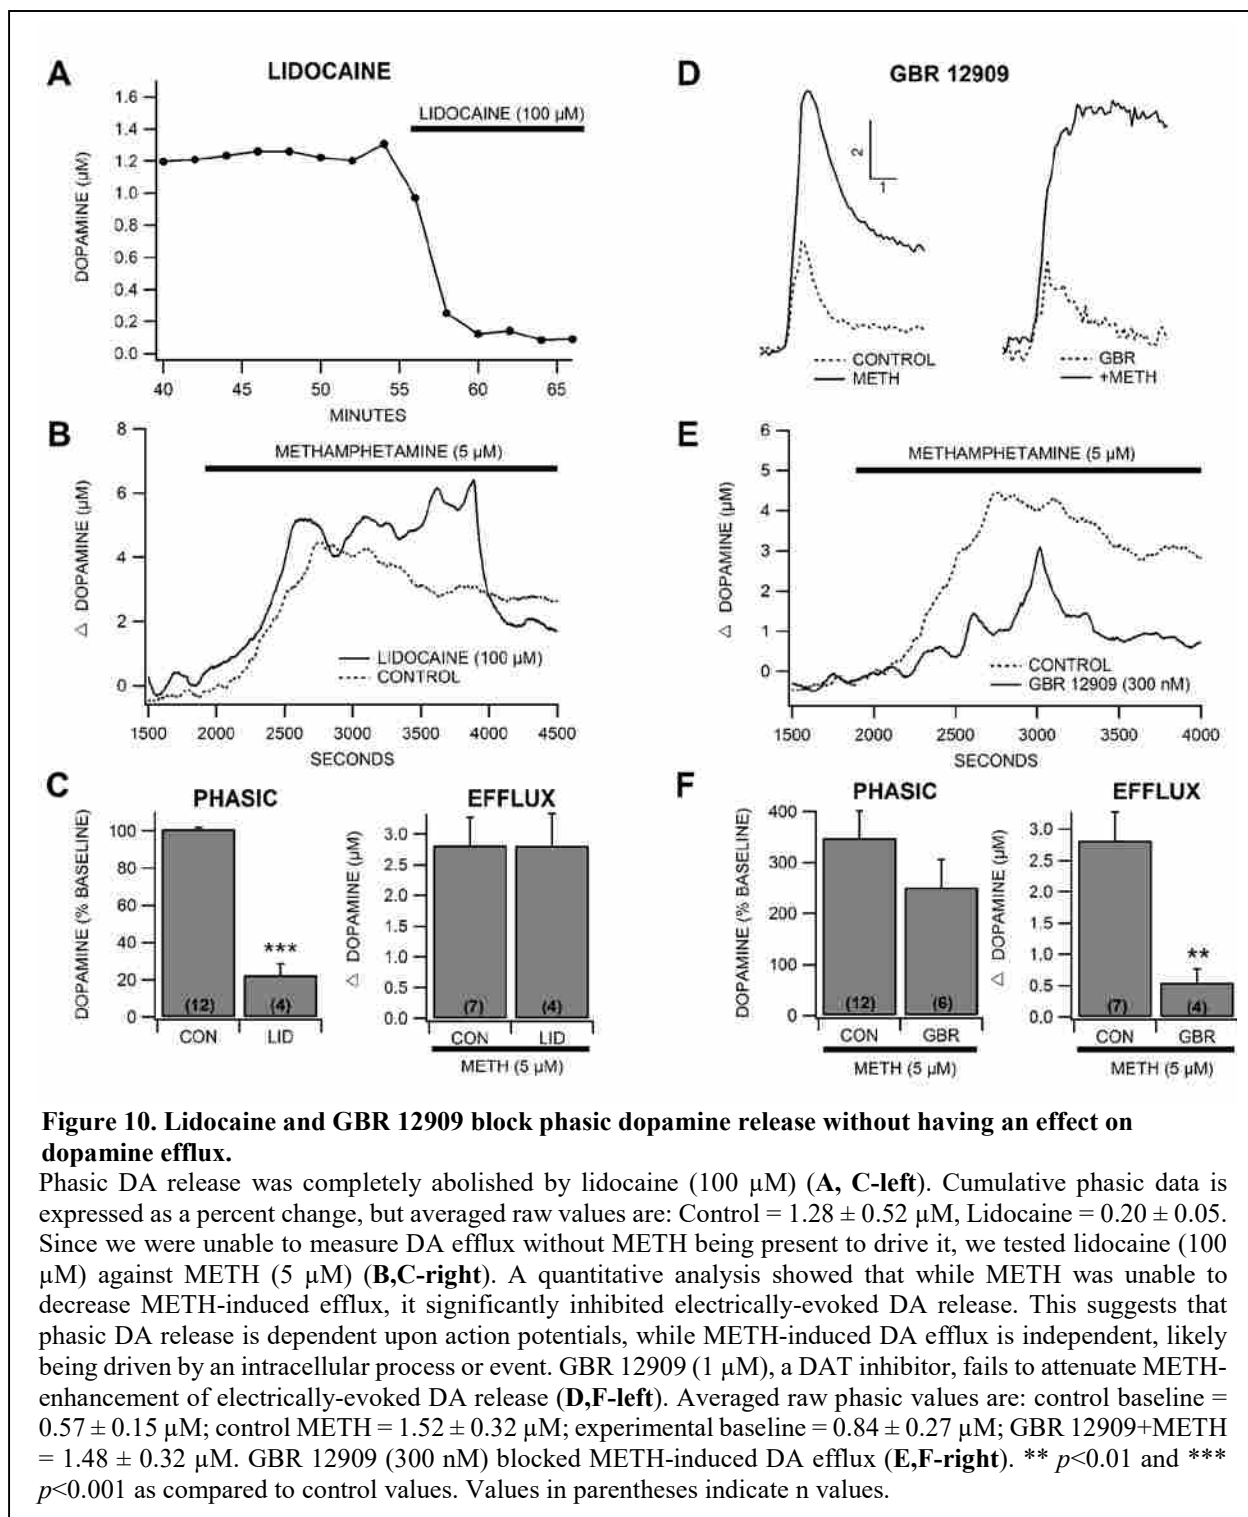 A
LIDOCAINE
1.6
1.4
1.2
1.0
0.8
0.6
0.4
0.2
0.0
DOPAMINE (µM)
LIDOCAINE (100 µM)
40
45
50
55
60
65
MINUTES
D
GBR 12909
2
1
CONTROL
METH
GBR
+METH
B
8
6
4
2
0
△ DOPAMINE (µM)
METHAMPHETAMINE (5 µM)
LIDOCAINE (100 µM)
CONTROL
1500
2000
2500
3000
3500
4000
4500
SECONDS
E
6
5
4
3
2
1
0
△ DOPAMINE (µM)
METHAMPHETAMINE (5 µM)
CONTROL
GBR 12909 (300 nM)
1500
2000
2500
3000
3500
4000
SECONDS
C
PHASIC
DOPAMINE (% BASELINE)
100
80
60
40
20
0
***
(12)
(4)
CON
LID
EFFLUX
△ DOPAMINE (µM)
3.0
2.5
2.0
1.5
1.0
0.5
0.0
(7)
(4)
CON
LID
METH (5 µM)
F
PHASIC
DOPAMINE (% BASELINE)
400
300
200
100
0
(12)
(6)
CON
GBR
METH (5 µM)
EFFLUX
△ DOPAMINE (µM)
3.0
2.5
2.0
1.5
1.0
0.5
0.0
**
(7)
(4)
CON
GBR
METH (5 µM)
Figure 10. Lidocaine and GBR 12909 block phasic dopamine release without having an effect on
dopamine efflux.
Phasic DA release was completely abolished by lidocaine (100 µM) (A, C-left). Cumulative phasic data is
expressed as a percent change, but averaged raw values are: Control = 1.28 ± 0.52 µM, Lidocaine = 0.20 ± 0.05.
Since we were unable to measure DA efflux without METH being present to drive it, we tested lidocaine (100
µM) against METH (5 µM) (B,C-right). A quantitative analysis showed that while METH was unable to
decrease METH-induced efflux, it significantly inhibited electrically-evoked DA release. This suggests that
phasic DA release is dependent upon action potentials, while METH-induced DA efflux is independent, likely
being driven by an intracellular process or event. GBR 12909 (1 µM), a DAT inhibitor, fails to attenuate METH-
enhancement of electrically-evoked DA release (D,F-left). Averaged raw phasic values are: control baseline =
0.57 ± 0.15 µM; control METH = 1.52 ± 0.32 µM; experimental baseline = 0.84 ± 0.27 µM; GBR 12909+METH
= 1.48 ± 0.32 µM. GBR 12909 (300 nM) blocked METH-induced DA efflux (E,F-right). ** p<0.01 and ***
p<0.001 as compared to control values. Values in parentheses indicate n values.